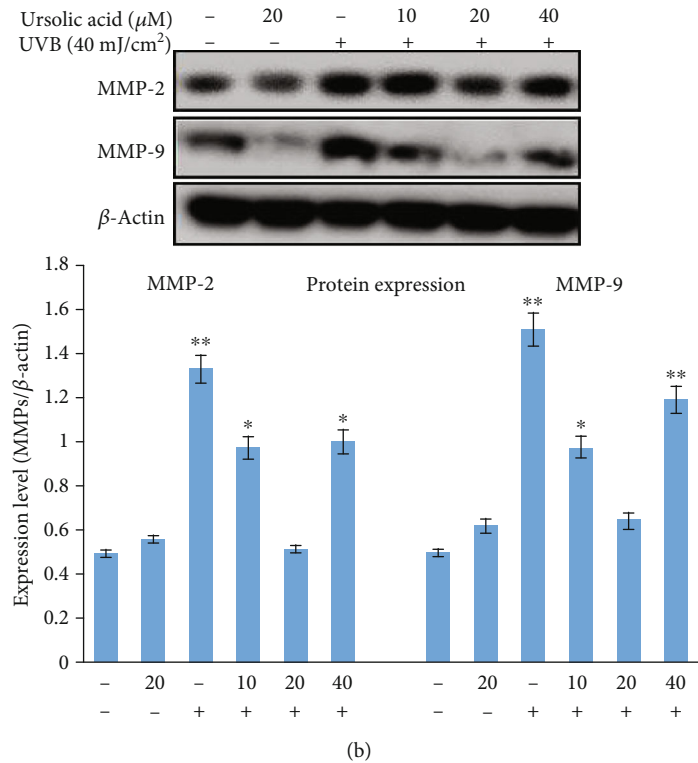 Ursolic acid (μM) – 20 – 10 20 40
UVB (40 mJ/cm²) – – + + + +
MMP-2
MMP-9
β-Actin
MMP-2 Protein expression MMP-9
Expression level (MMPs/β-actin)
1.8
1.6
1.4
1.2
1
0.8
0.6
0.4
0.2
0
** * * ** * **
– 20 – 10 20 40 – 20 – 10 20 40
– – + + + + – – + + + +
(b)